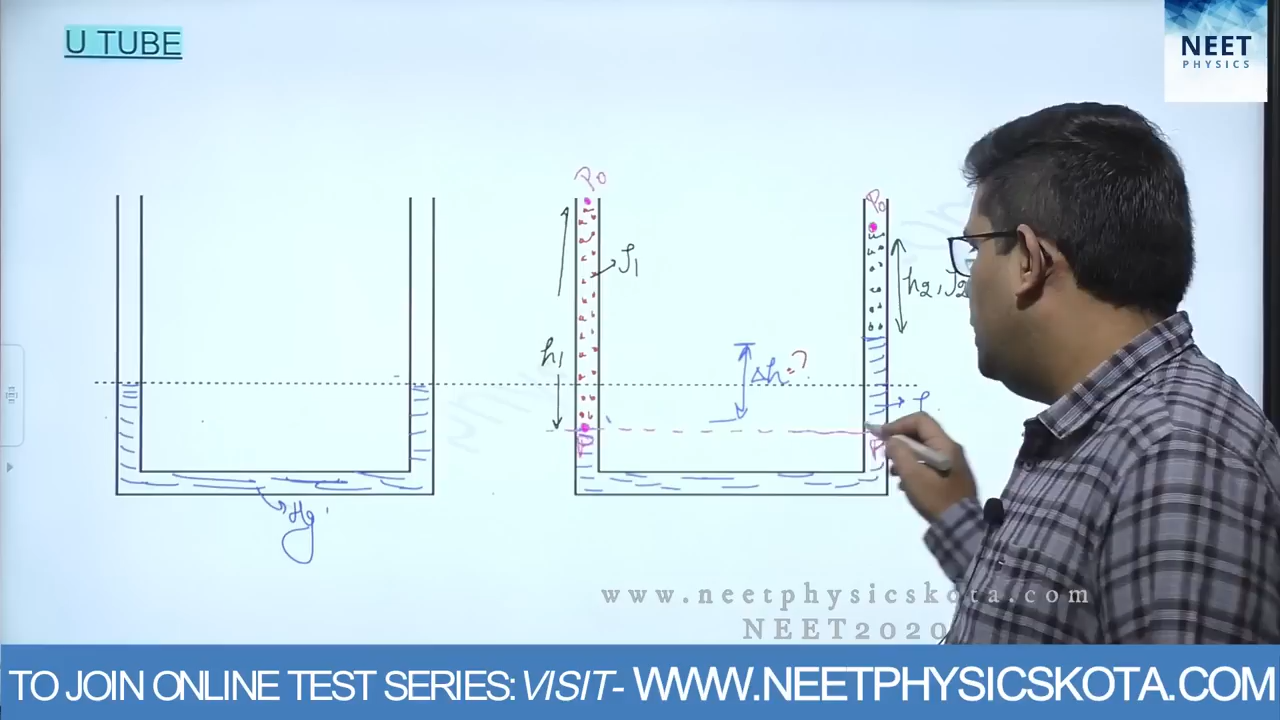 U TUBE
NEET
PHYSICS
P0
P0
ρ1
h2, ρ2
h1
Δh=?
ρ
P
P
Hg
www.neetphysicskota.com
NEET2020
TO JOIN ONLINE TEST SERIES: VISIT- WWW.NEETPHYSICSKOTA.COM